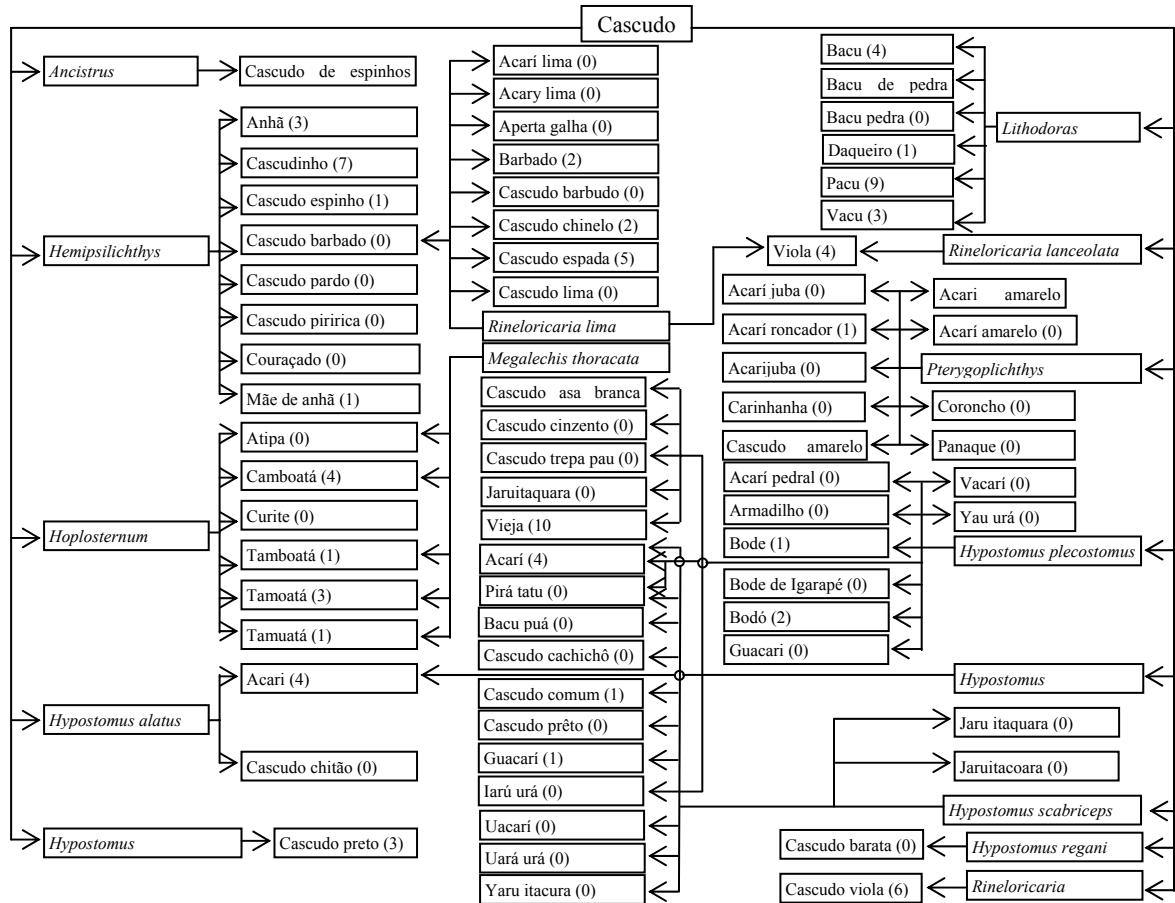 Cascudo
Ancistrus
Cascudo de espinhos
Hemipsilichthys
Anhã (3)
Cascudinho (7)
Cascudo espinho (1)
Cascudo barbado (0)
Cascudo pardo (0)
Cascudo piririca (0)
Couraçado (0)
Mãe de anhã (1)
Hoplosternum
Atipa (0)
Camboatá (4)
Curite (0)
Tamboatá (1)
Tamoatá (3)
Tamuatá (1)
Hypostomus alatus
Acari (4)
Cascudo chitão (0)
Hypostomus
Cascudo preto (3)
Acarí lima (0)
Acary lima (0)
Aperta galha (0)
Barbado (2)
Cascudo barbudo (0)
Cascudo chinelo (2)
Cascudo espada (5)
Cascudo lima (0)
Rineloricaria lima
Megalechis thoracata
Cascudo asa branca
Cascudo cinzento (0)
Cascudo trepa pau (0)
Jaruitaquara (0)
Vieja (10
Acarí (4)
Pirá tatu (0)
Bacu puá (0)
Cascudo cachichô (0)
Cascudo comum (1)
Cascudo prêto (0)
Guacarí (1)
Iarú urá (0)
Uacarí (0)
Uará urá (0)
Yaru itacura (0)
Bacu (4)
Bacu de pedra
Bacu pedra (0)
Daqueiro (1)
Pacu (9)
Vacu (3)
Lithodoras
Viola (4)
Rineloricaria lanceolata
Acarí juba (0)
Acari amarelo
Acarí roncador (1)
Acarí amarelo (0)
Acarijuba (0)
Pterygoplichthys
Carinhanha (0)
Coroncho (0)
Cascudo amarelo
Panaque (0)
Acarí pedral (0)
Vacarí (0)
Armadilho (0)
Yau urá (0)
Bode (1)
Hypostomus plecostomus
Bode de Igarapé (0)
Bodó (2)
Guacari (0)
Hypostomus
Jaru itaquara (0)
Jaruitacoara (0)
Hypostomus scabriceps
Cascudo barata (0)
Hypostomus regani
Cascudo viola (6)
Rineloricaria